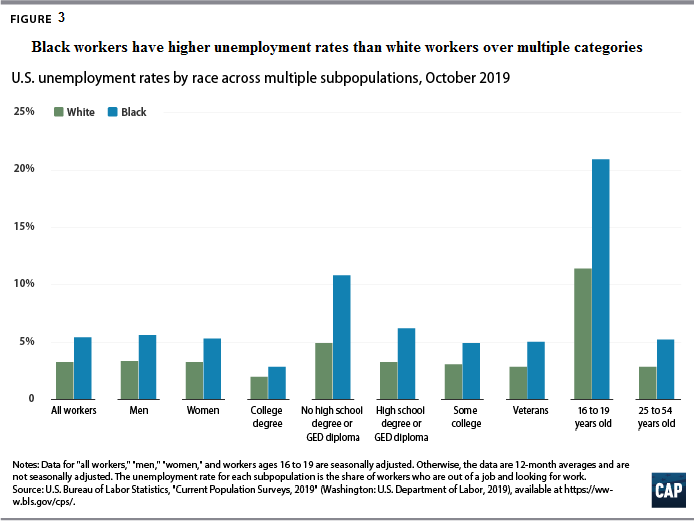 FIGURE 3
Black workers have higher unemployment rates than white workers over multiple categories
U.S. unemployment rates by race across multiple subpopulations, October 2019
25%
White Black
20%
15%
10%
5%
0
All workers
Men
Women
College
degree
No high school
degree or
GED diploma
High school
degree or
GED diploma
Some
college
Veterans
16 to 19
years old
25 to 54
years old
Notes: Data for "all workers," "men," "women," and workers ages 16 to 19 are seasonally adjusted. Otherwise, the data are 12-month averages and are
not seasonally adjusted. The unemployment rate for each subpopulation is the share of workers who are out of a job and looking for work.
Source: U.S. Bureau of Labor Statistics, "Current Population Surveys, 2019" (Washington: U.S. Department of Labor, 2019), available at https://ww-
w.bls.gov/cps/.
CAP